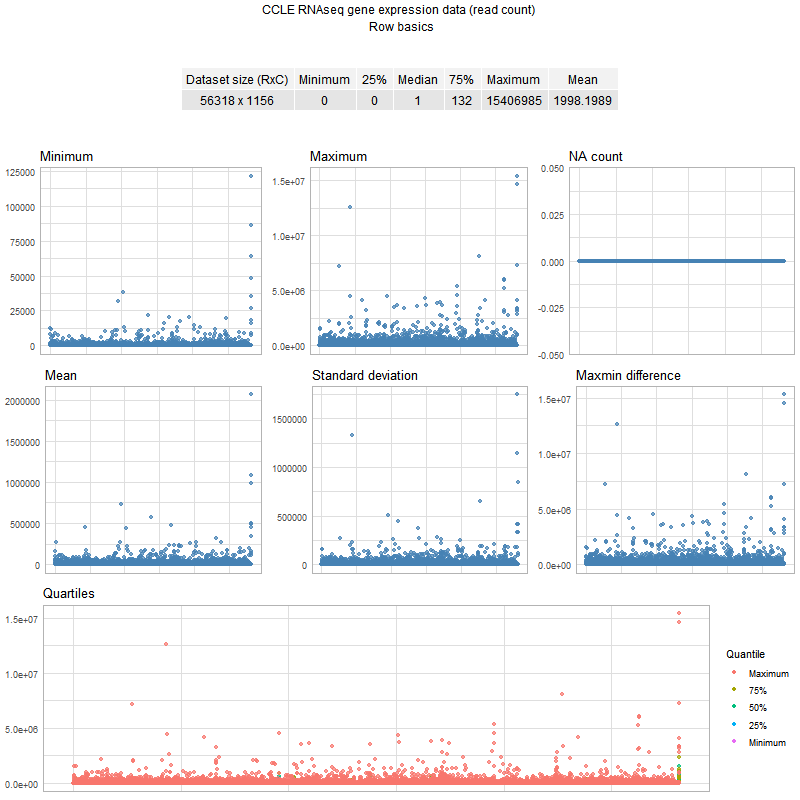 CCLE RNAseq gene expression data (read count)
Row basics
Dataset size (RxC) Minimum 25% Median 75% Maximum Mean
56318 x 1156 0 0 1 132 15406985 1998.1989
Minimum
125000
100000
75000
50000
25000
0
Maximum
1.5e+07
1.0e+07
5.0e+06
0.0e+00
NA count
0.050
0.025
0.000
-0.025
-0.050
Mean
2000000
1500000
1000000
500000
0
Standard deviation
1500000
1000000
500000
0
Maxmin difference
1.5e+07
1.0e+07
5.0e+06
0.0e+00
Quartiles
1.5e+07
1.0e+07
5.0e+06
0.0e+00
Quantile
Maximum
75%
50%
25%
Minimum